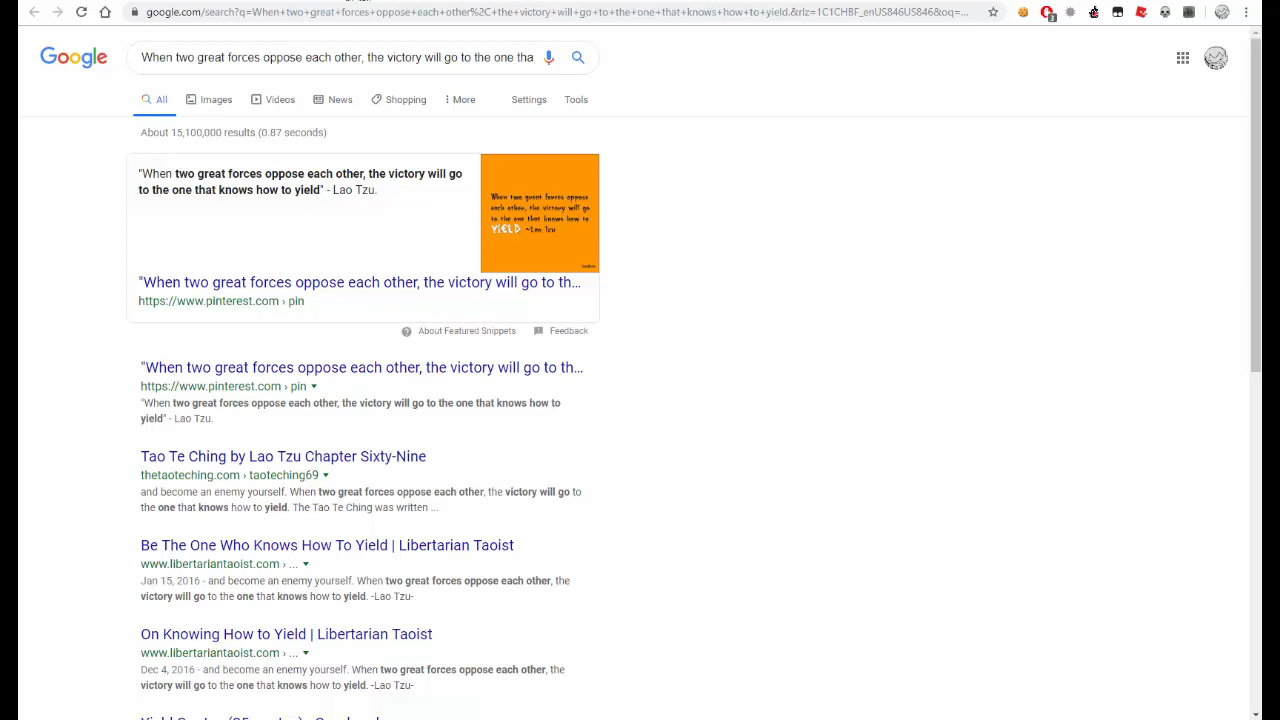 google.com/search?q=When+two+great+forces+oppose+each+other%2C+the+victory+will+go+to+the+one+that+knows+how+to+yield.&rlz=1C1CHBF_enUS846US846&oq=...
3
Google
When two great forces oppose each other, the victory will go to the one tha
All Images Videos News Shopping More Settings Tools
About 15,100,000 results (0.87 seconds)
"When two great forces oppose each other, the victory will go
to the one that knows how to yield" - Lao Tzu.
When two great forces oppose
each other, the victory will go
to the one that knows how to
YIELD ~Lao Tzu
"When two great forces oppose each other, the victory will go to th...
https://www.pinterest.com › pin
About Featured Snippets Feedback
"When two great forces oppose each other, the victory will go to th...
https://www.pinterest.com › pin
"When two great forces oppose each other, the victory will go to the one that knows how to
yield" - Lao Tzu.
Tao Te Ching by Lao Tzu Chapter Sixty-Nine
thetaoteching.com › taoteching69
and become an enemy yourself. When two great forces oppose each other, the victory will go to
the one that knows how to yield. The Tao Te Ching was written ...
Be The One Who Knows How To Yield | Libertarian Taoist
www.libertariantaoist.com › ...
Jan 15, 2016 - and become an enemy yourself. When two great forces oppose each other, the
victory will go to the one that knows how to yield. -Lao Tzu-
On Knowing How to Yield | Libertarian Taoist
www.libertariantaoist.com › ...
Dec 4, 2016 - and become an enemy yourself. When two great forces oppose each other, the
victory will go to the one that knows how to yield. -Lao Tzu-